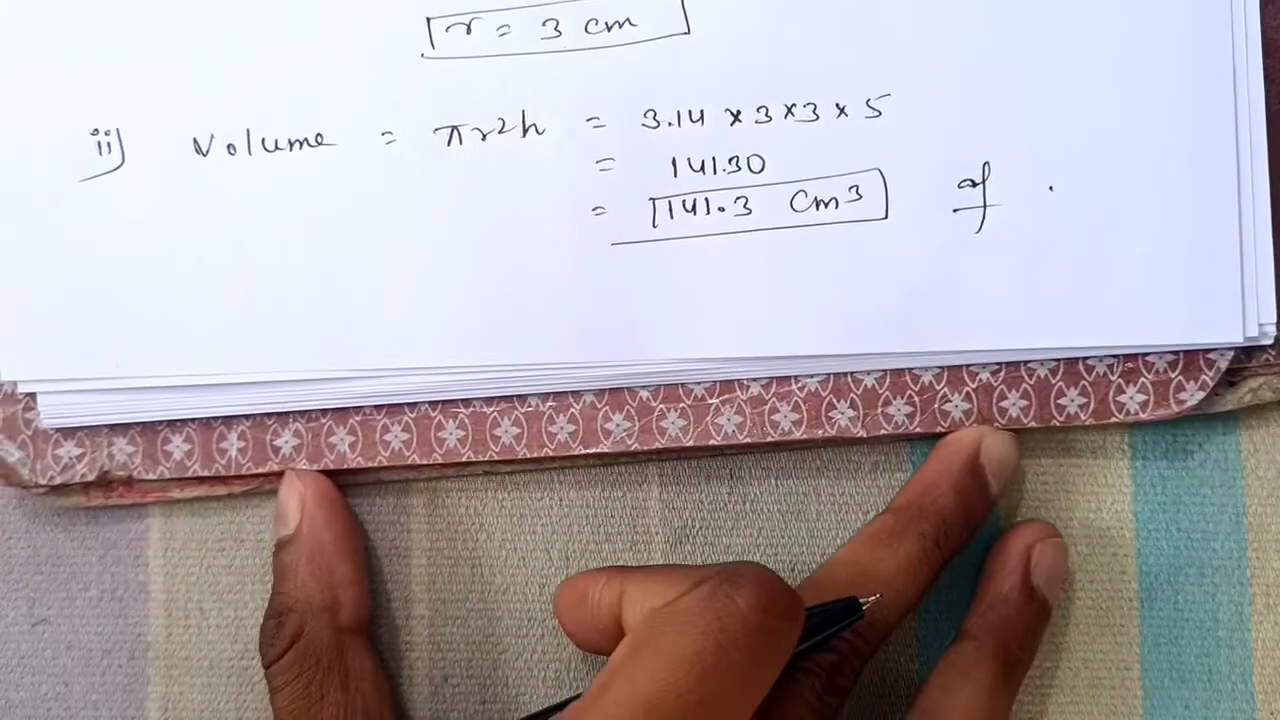 r = 3 cm
ii) Volume = πr2h = 3.14 × 3 × 3 × 5
= 141.30
= 141.3 Cm³